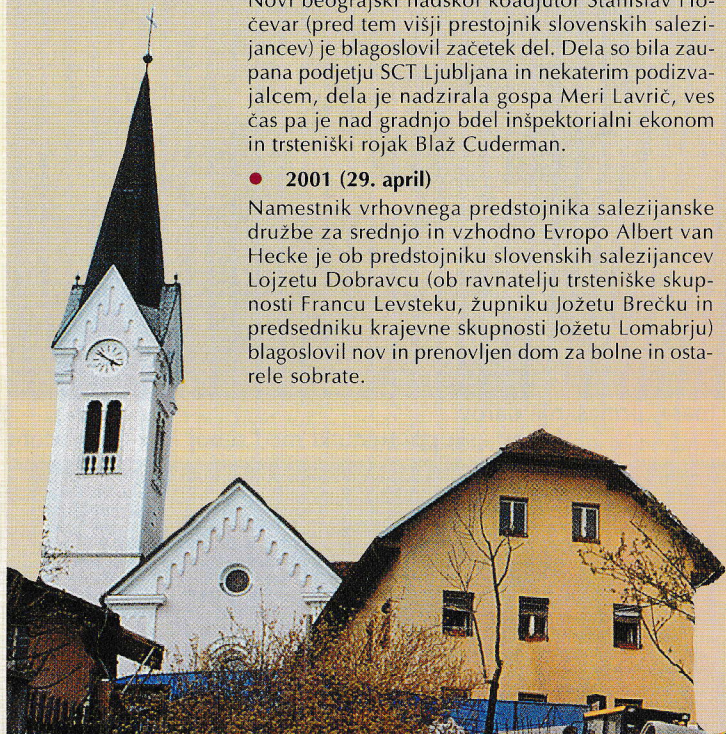 Novi beograjski nadškof koadjutor Stanislav Ho-
čevar (pred tem višji prestojnik slovenskih salezi-
jancev) je blagoslovil začetek del. Dela so bila zau-
pana podjetju SCT Ljubljana in nekaterim podizva-
jalcem, dela je nadzirala gospa Meri Lavrič, ves
čas pa je nad gradnjo bdel inšpektorialni ekonom
in trsteniški rojak Blaž Cuderman.
• 2001 (29. april)
Namestnik vrhovnega predstojnika salezijanske
družbe za srednjo in vzhodno Evropo Albert van
Hecke je ob predstojniku slovenskih salezijancev
Lojzetu Dobravcu (ob ravnatelju trsteniške skup-
nosti Francu Levsteku, župniku Jožetu Brečku in
predsedniku krajevne skupnosti Jožetu Lomabrju)
blagoslovil nov in prenovljen dom za bolne in osta-
rele sobrate.